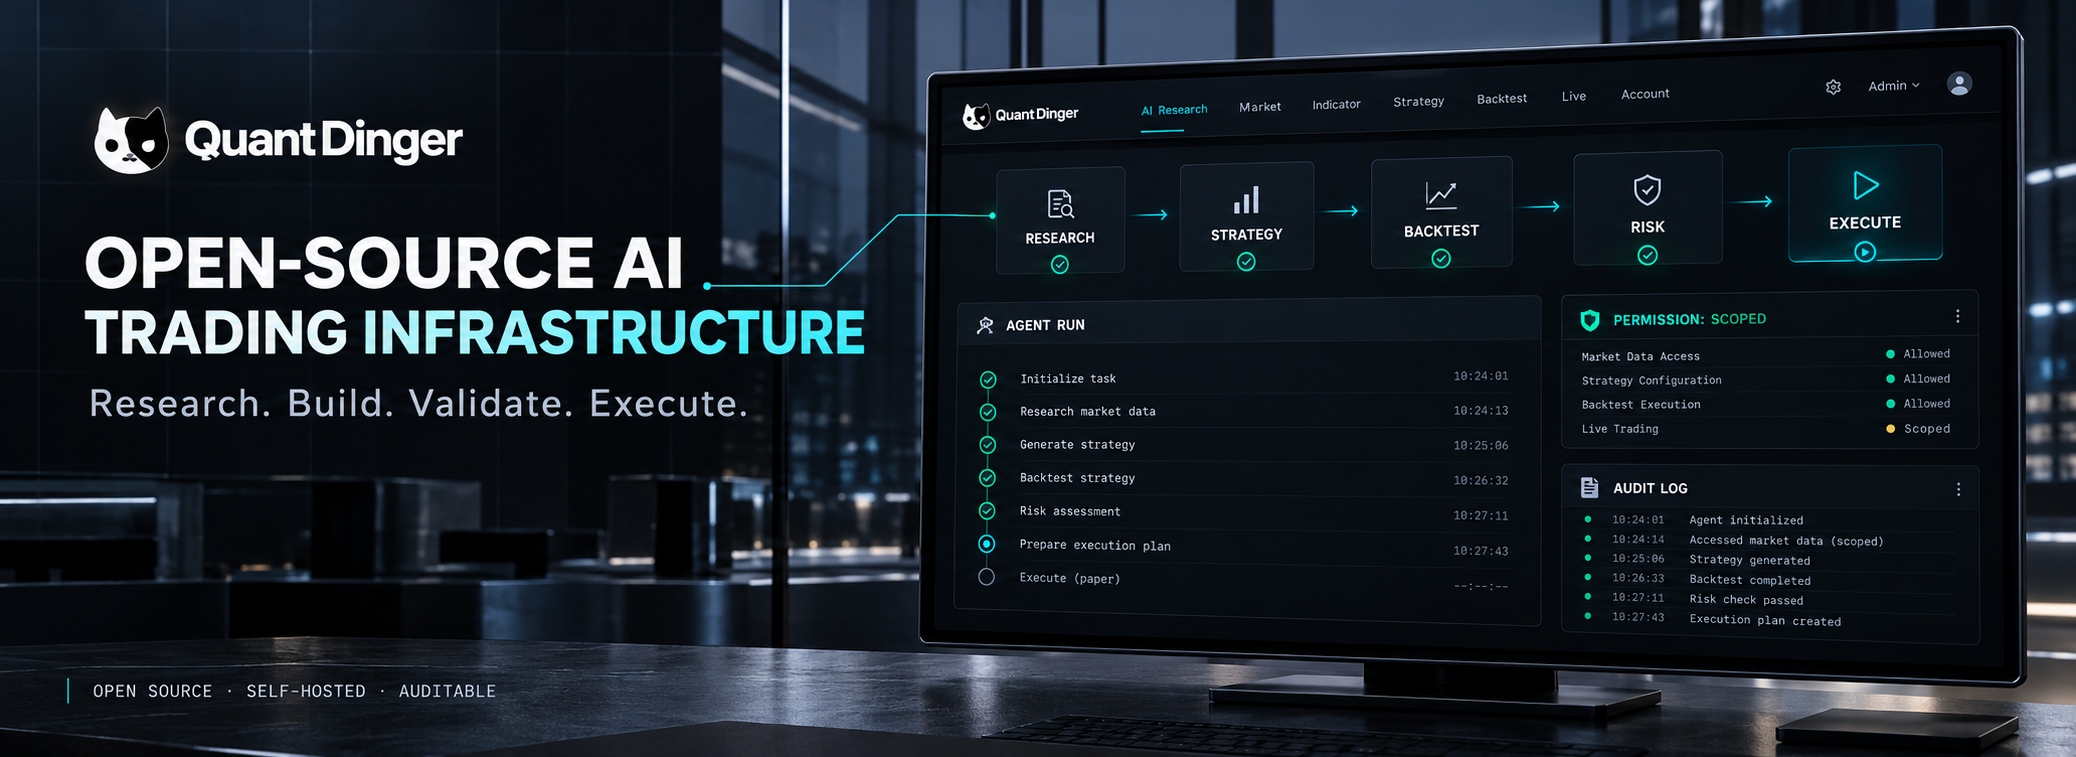 QuantDinger
OPEN-SOURCE AI
TRADING INFRASTRUCTURE
Research. Build. Validate. Execute.
OPEN SOURCE · SELF-HOSTED · AUDITABLE
QuantDinger
AI Research Market Indicator Strategy Backtest Live Account
Admin
RESEARCH
STRATEGY
BACKTEST
RISK
EXECUTE
AGENT RUN
Initialize task 10:24:01
Research market data 10:24:13
Generate strategy 10:25:06
Backtest strategy 10:26:32
Risk assessment 10:27:11
Prepare execution plan 10:27:43
Execute (paper) --:--:--
PERMISSION: SCOPED
Market Data Access Allowed
Strategy Configuration Allowed
Backtest Execution Allowed
Live Trading Scoped
AUDIT LOG
10:24:01 Agent initialized
10:24:14 Accessed market data (scoped)
10:25:06 Strategy generated
10:26:33 Backtest completed
10:27:11 Risk check passed
10:27:43 Execution plan created